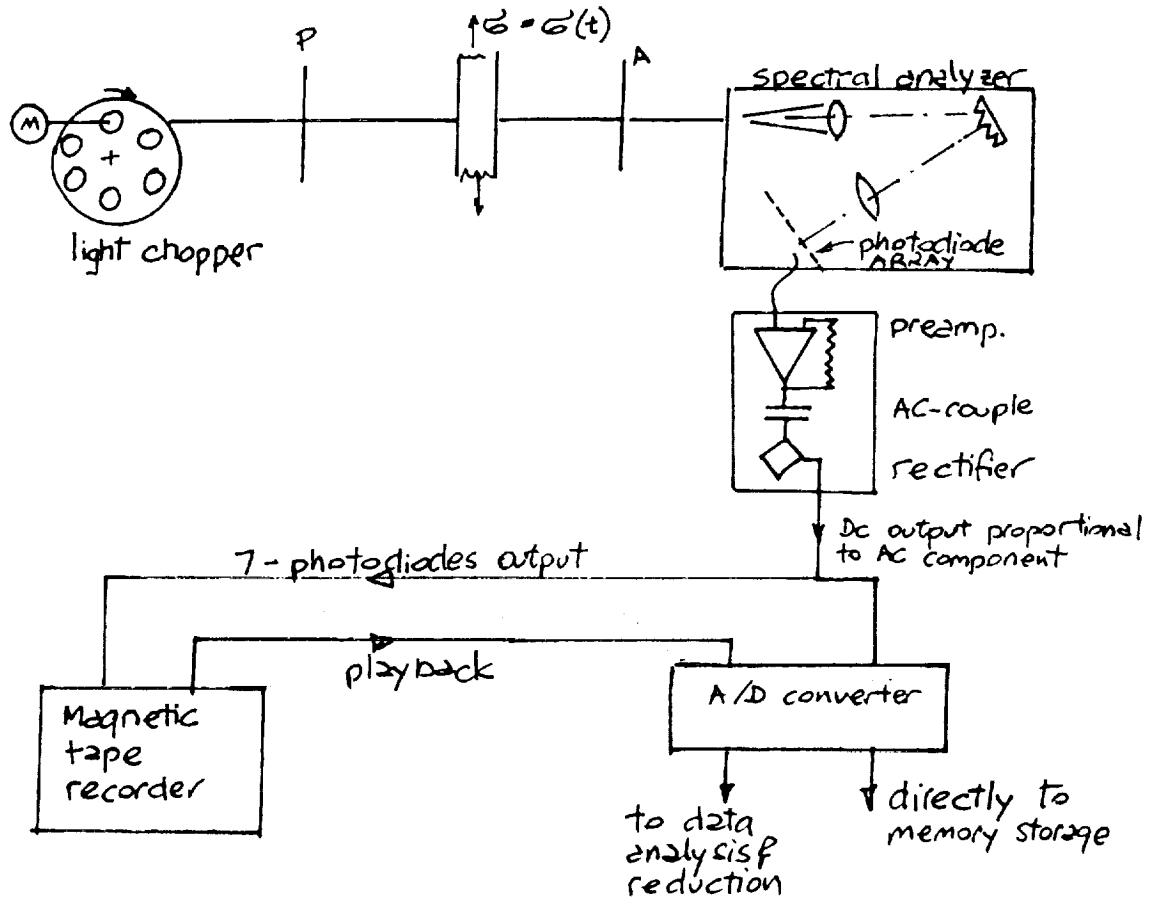 P
σ = σ(t)
A
spectral analyzer
M
light chopper
photodiode
ARRAY
preamp.
AC-couple
rectifier
DC output proportional
to AC component
7-photodiodes output
playback
A/D converter
Magnetic
tape
recorder
to data
analysis &
reduction
directly to
memory storage